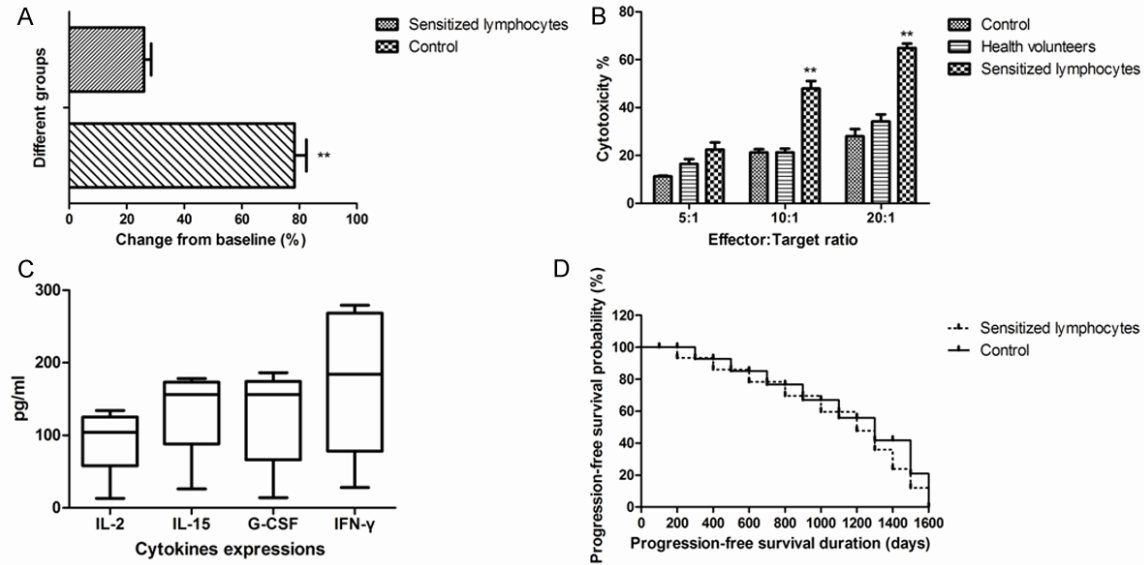 A
Sensitized lymphocytes
Control
Different groups
**
0 20 40 60 80 100
Change from baseline (%)
B
Control
Health volunteers
Sensitized lymphocytes
Cytotoxicity %
80
60
40
20
0
**
**
5:1 10:1 20:1
Effector:Target ratio
C
pg/ml
300
200
100
0
IL-2 IL-15 G-CSF IFN-γ
Cytokines expressions
D
Progression-free survival probability (%)
120
100
80
60
40
20
0
Sensitized lymphocytes
Control
0 200 400 600 800 1000 1200 1400 1600
Progression-free survival duration (days)